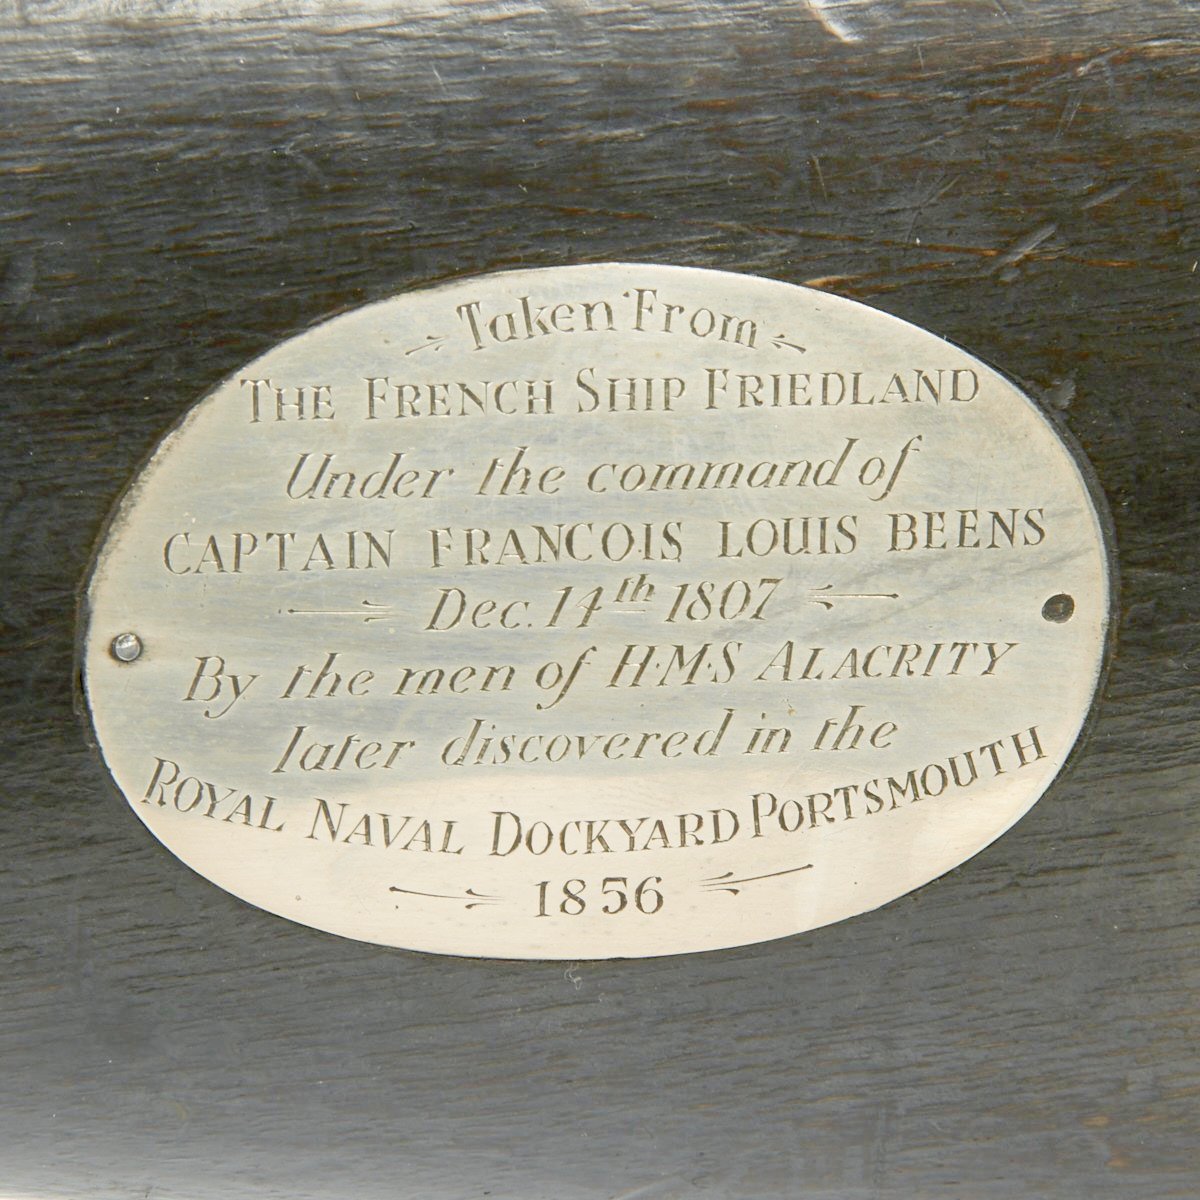 Taken From
THE FRENCH SHIP FRIEDLAND
Under the command of
CAPTAIN FRANCOIS LOUIS BEENS
Dec. 14th 1807
By the men of H·M·S ALACRITY
later discovered in the
ROYAL NAVAL DOCKYARD PORTSMOUTH
1856